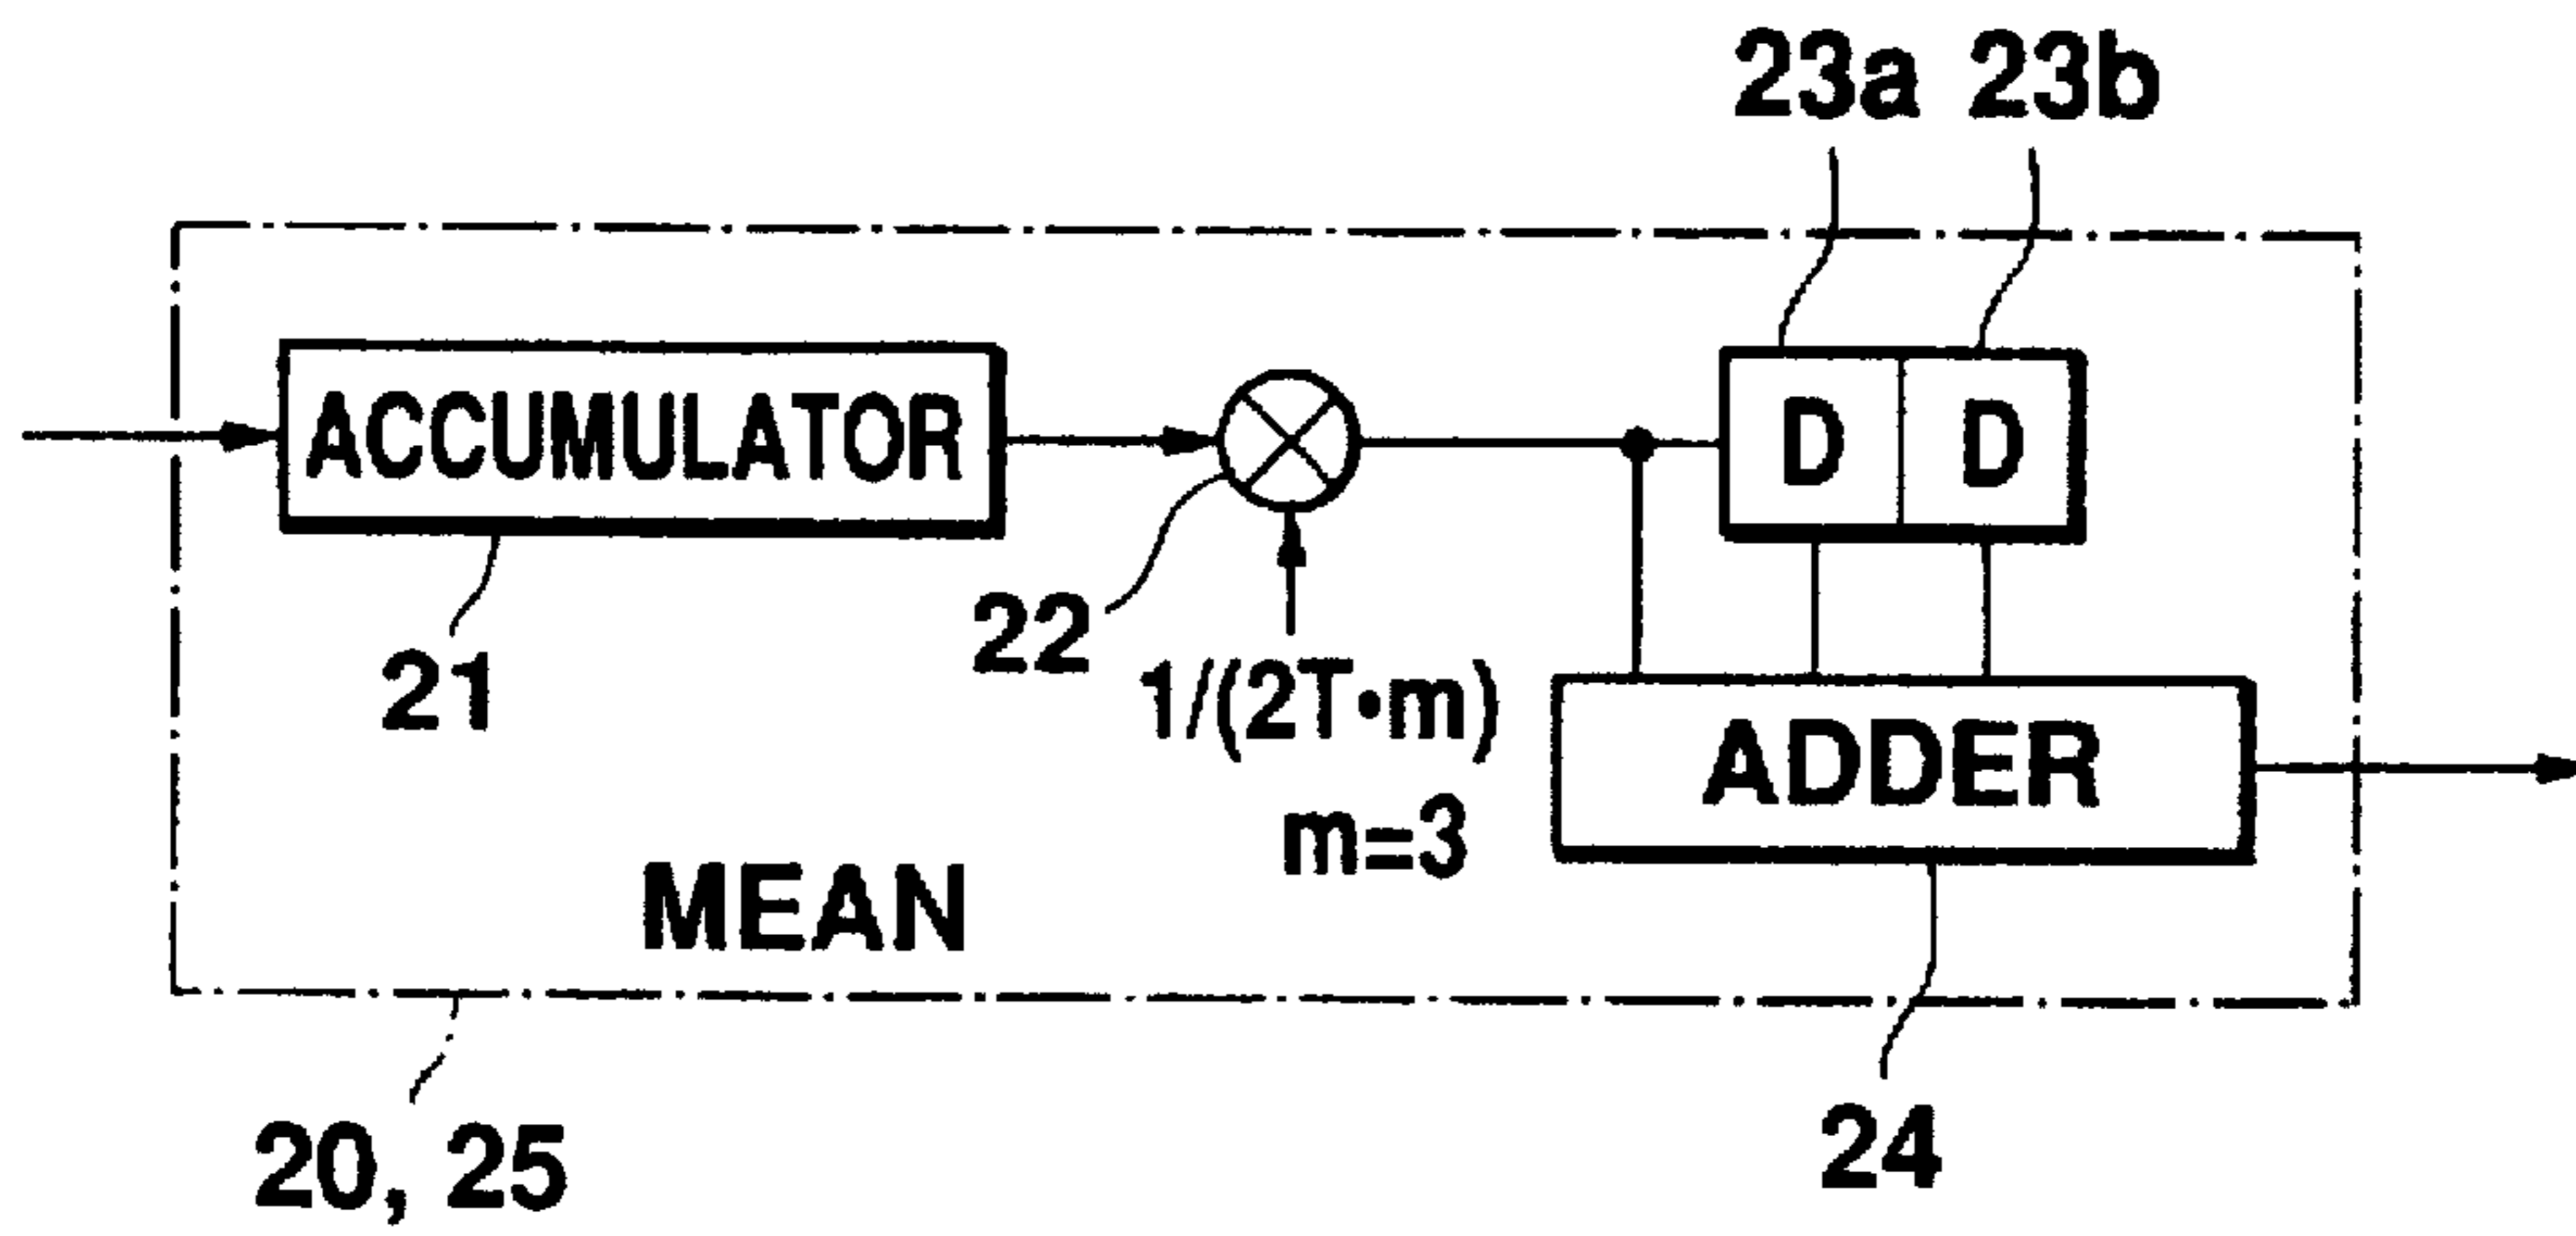 23a 23b
ACCUMULATOR
D D
21
22
1/(2T•m)
m=3
ADDER
MEAN
20, 25
24